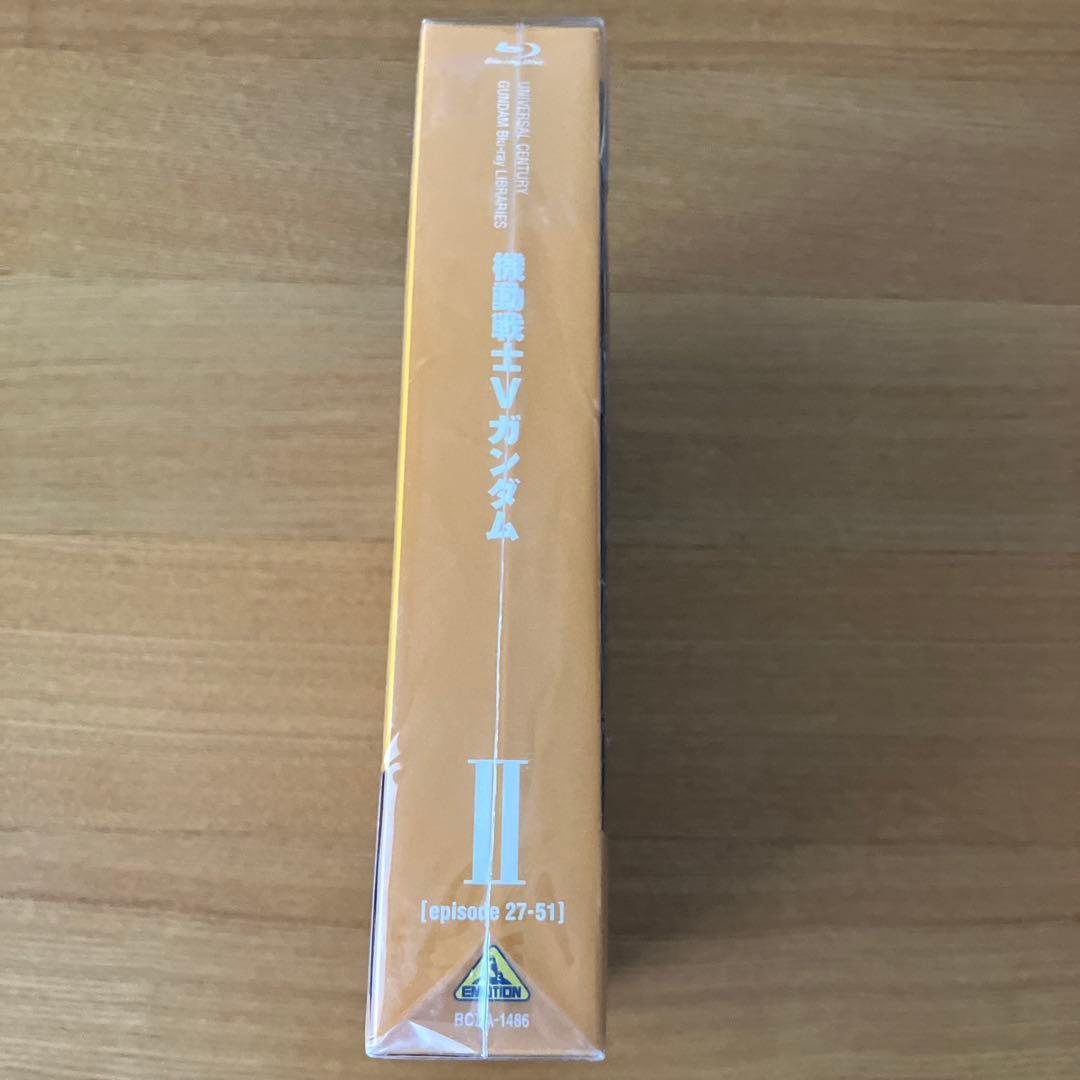 UNIVERSAL CENTURY
GUNDAM Blu-ray LIBRARIES
機動戦士Vガンダム
II
[episode 27-51]
EMOTION